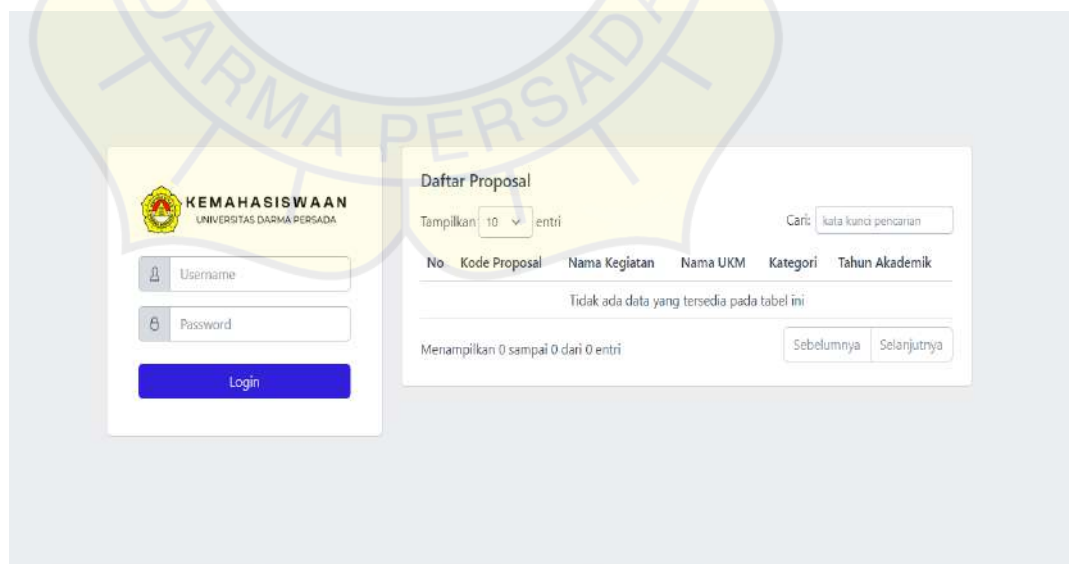 DARMA PERSADA
KEMAHASISWAAN
UNIVERSITAS DARMA PERSADA
Username
Password
Login
Daftar Proposal
Tampilkan 10 entri
Cari: kata kunci pencarian
No Kode Proposal Nama Kegiatan Nama UKM Kategori Tahun Akademik
Tidak ada data yang tersedia pada tabel ini
Menampilkan 0 sampai 0 dari 0 entri
Sebelumnya Selanjutnya